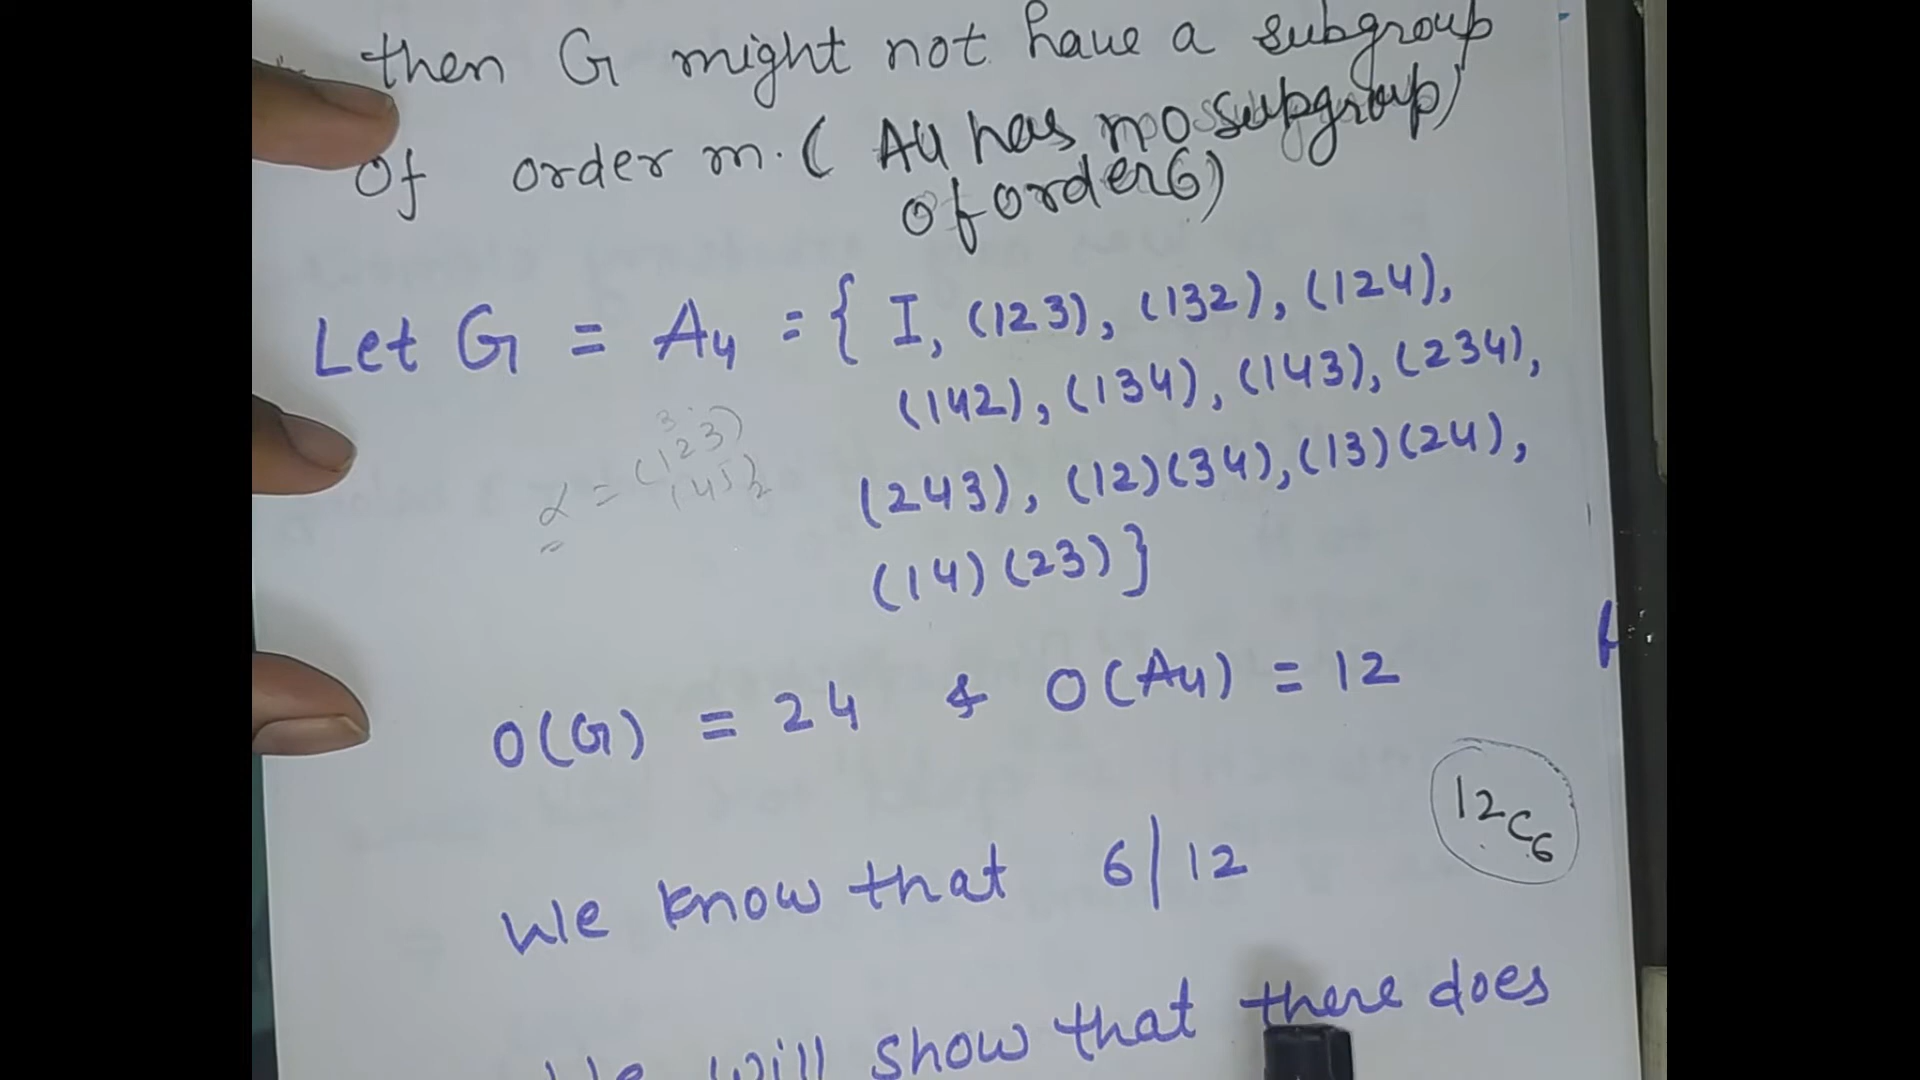 then G might not have a subgroup
of order m. ( A4 has no subgroup
of order 6)
Let G = A₄ = { I, (123), (132), (124),
(142), (134), (143), (234),
(243), (12)(34), (13)(24),
(14)(23) }
α = (123)
O(G) = 24 & O(A₄) = 12
12C6
We know that 6/12
We will show that there does